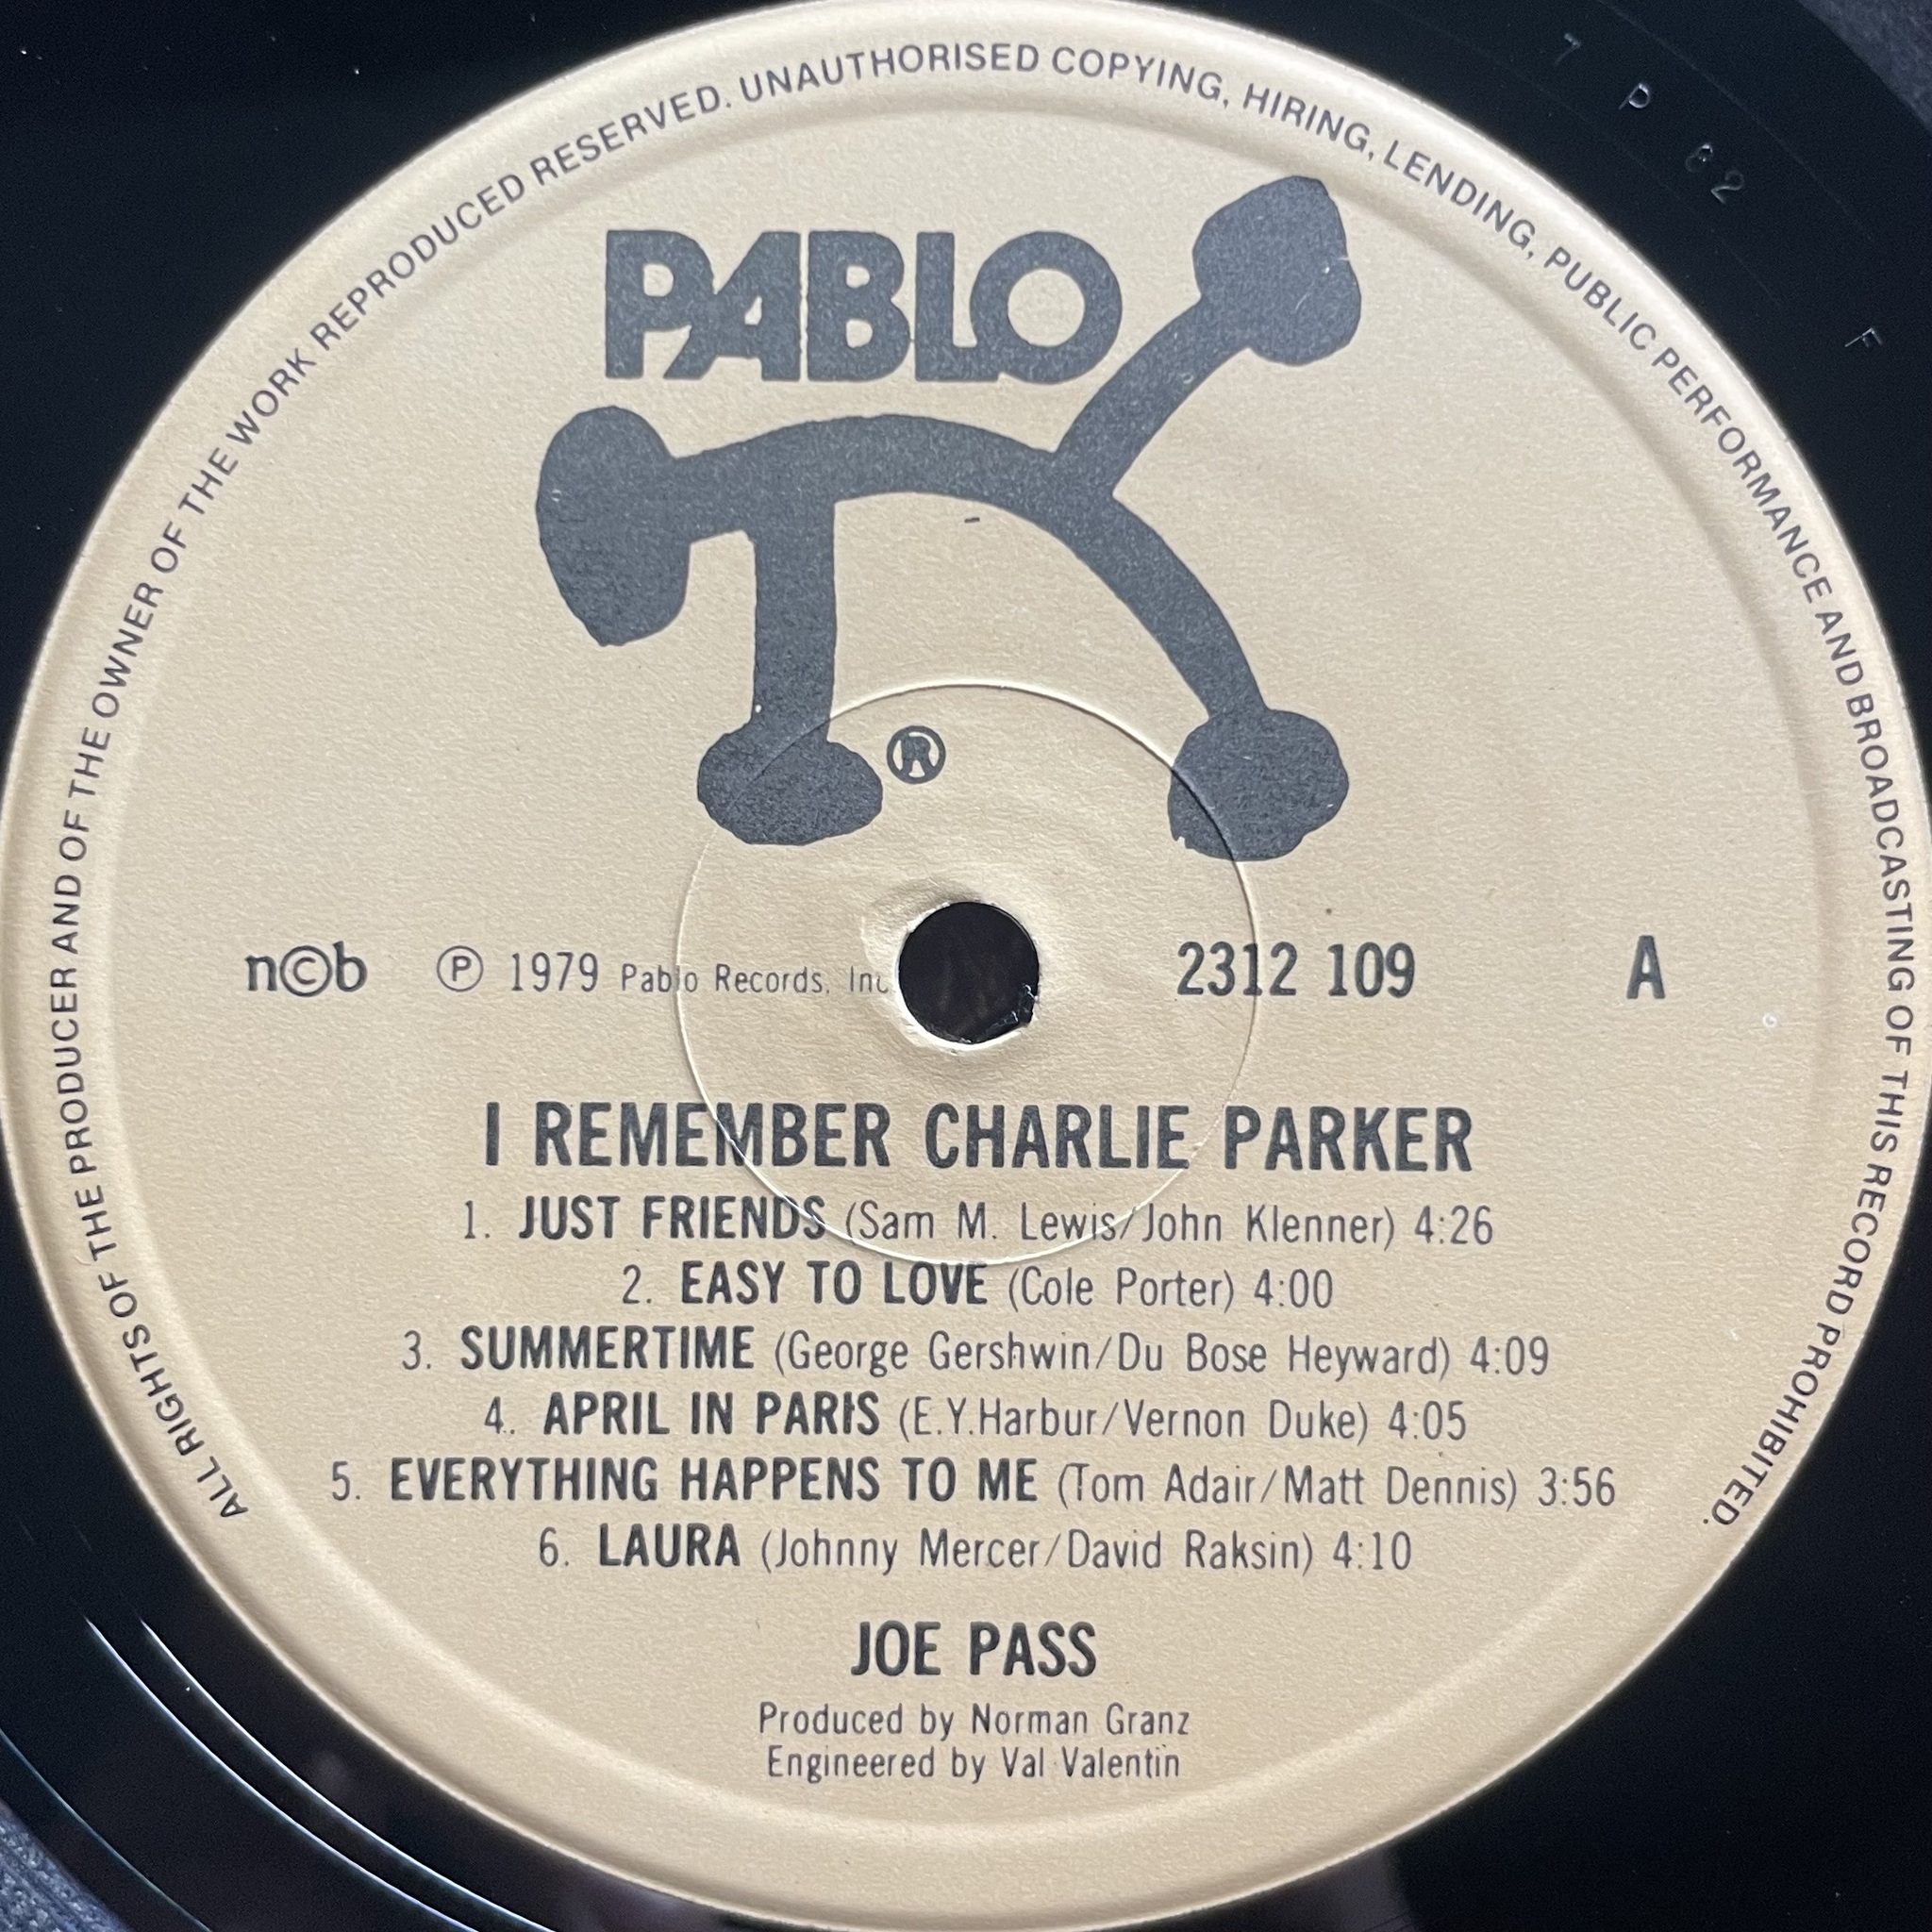 ALL RIGHTS OF THE PRODUCER AND OF THE OWNER OF THE WORK REPRODUCED RESERVED. UNAUTHORISED COPYING, HIRING, LENDING, PUBLIC PERFORMANCE AND BROADCASTING OF THIS RECORD PROHIBITED.
7 P 82 F
PABLO
®
n©b ℗ 1979 Pablo Records, Inc 2312 109 A
I REMEMBER CHARLIE PARKER
1. JUST FRIENDS (Sam M. Lewis/John Klenner) 4:26
2. EASY TO LOVE (Cole Porter) 4:00
3. SUMMERTIME (George Gershwin/Du Bose Heyward) 4:09
4. APRIL IN PARIS (E.Y.Harbur/Vernon Duke) 4:05
5. EVERYTHING HAPPENS TO ME (Tom Adair/Matt Dennis) 3:56
6. LAURA (Johnny Mercer/David Raksin) 4:10
JOE PASS
Produced by Norman Granz
Engineered by Val Valentin